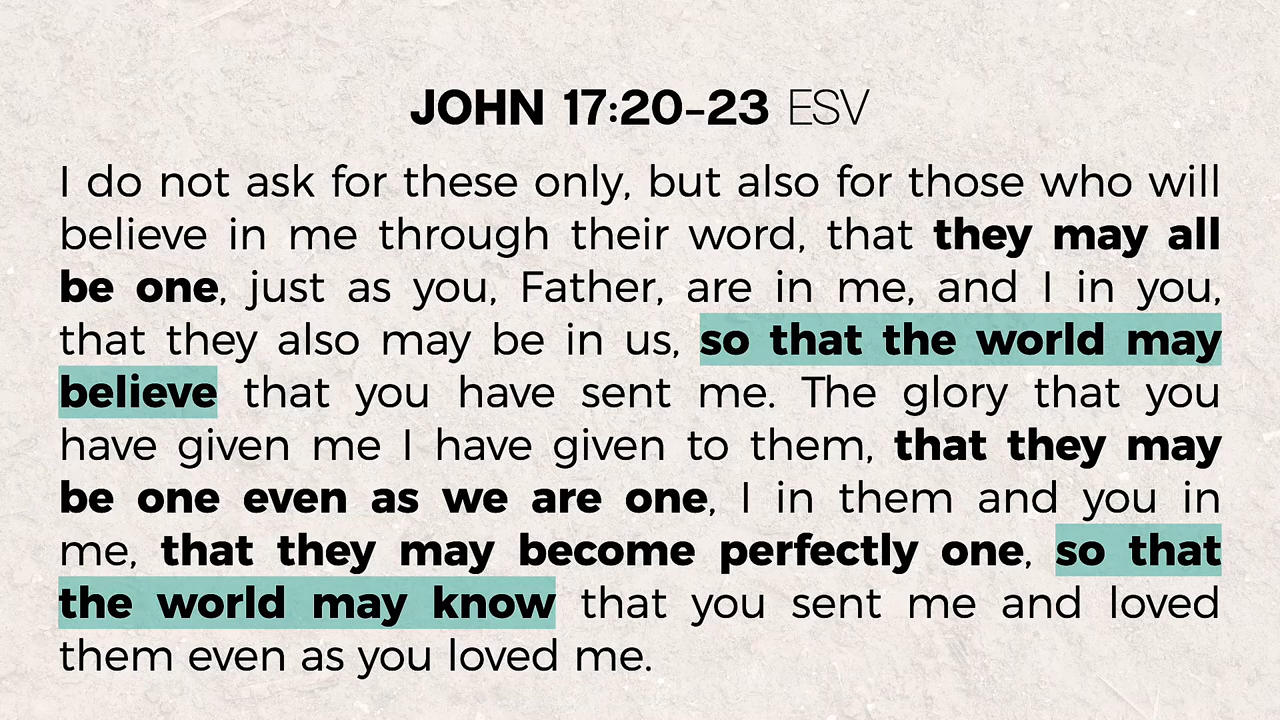 JOHN 17:20–23 ESV
I do not ask for these only, but also for those who will
believe in me through their word, that they may all
be one, just as you, Father, are in me, and I in you,
that they also may be in us, so that the world may
believe that you have sent me. The glory that you
have given me I have given to them, that they may
be one even as we are one, I in them and you in
me, that they may become perfectly one, so that
the world may know that you sent me and loved
them even as you loved me.